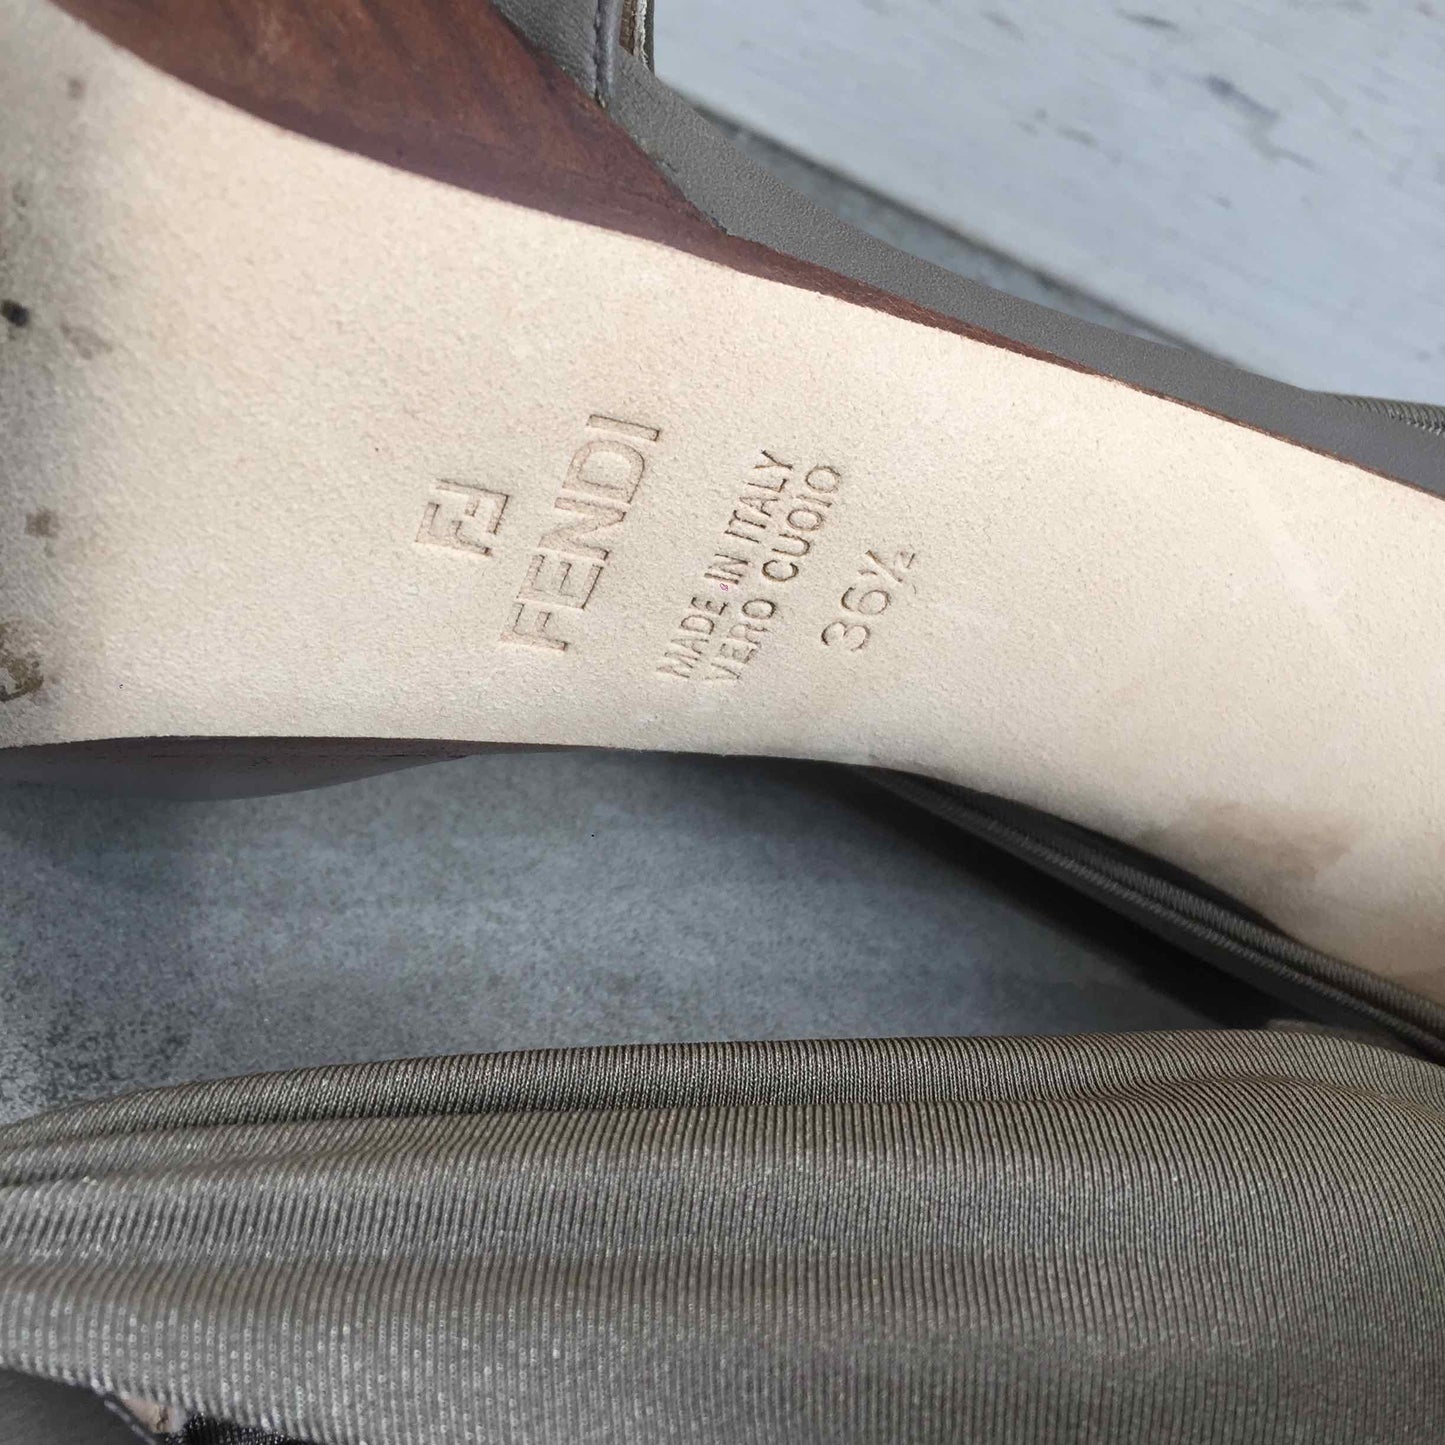 FF
FENDI
MADE IN ITALY
VERO CUOIO
36½